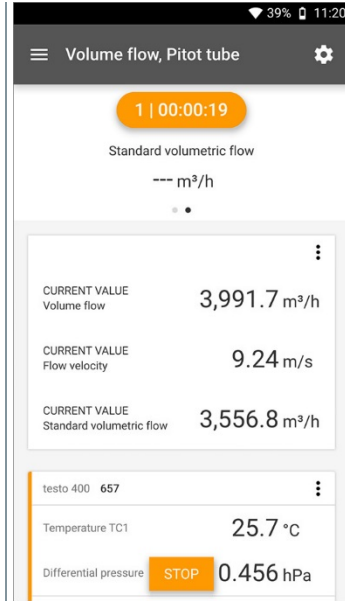 39% 11:20
Volume flow, Pitot tube
1 | 00:00:19
Standard volumetric flow
--- m³/h
CURRENT VALUE
Volume flow 3,991.7 m³/h
CURRENT VALUE
Flow velocity 9.24 m/s
CURRENT VALUE
Standard volumetric flow 3,556.8 m³/h
testo 400 657
Temperature TC1 25.7 °C
Differential pressure STOP 0.456 hPa